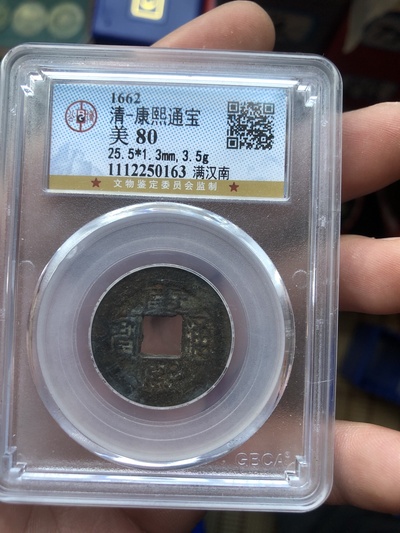 1662
清-康熙通宝
美 80
25.5*1.3mm,3.5g
1112250163 满汉南
★ 文物鉴定委员会监制 ★
GBCA